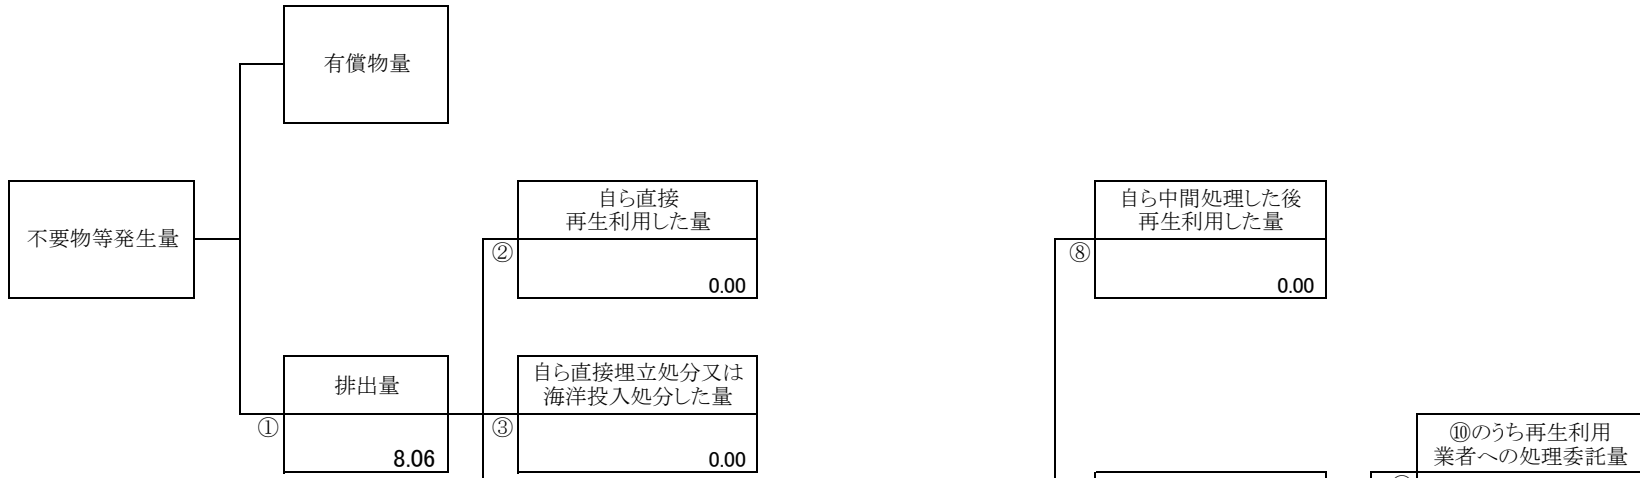 有償物量
不要物等発生量
自ら直接
再生利用した量
②
0.00
自ら中間処理した後
再生利用した量
⑧
0.00
排出量
①
8.06
自ら直接埋立処分又は
海洋投入処分した量
③
0.00
⑩のうち再生利用
業者への処理委託量